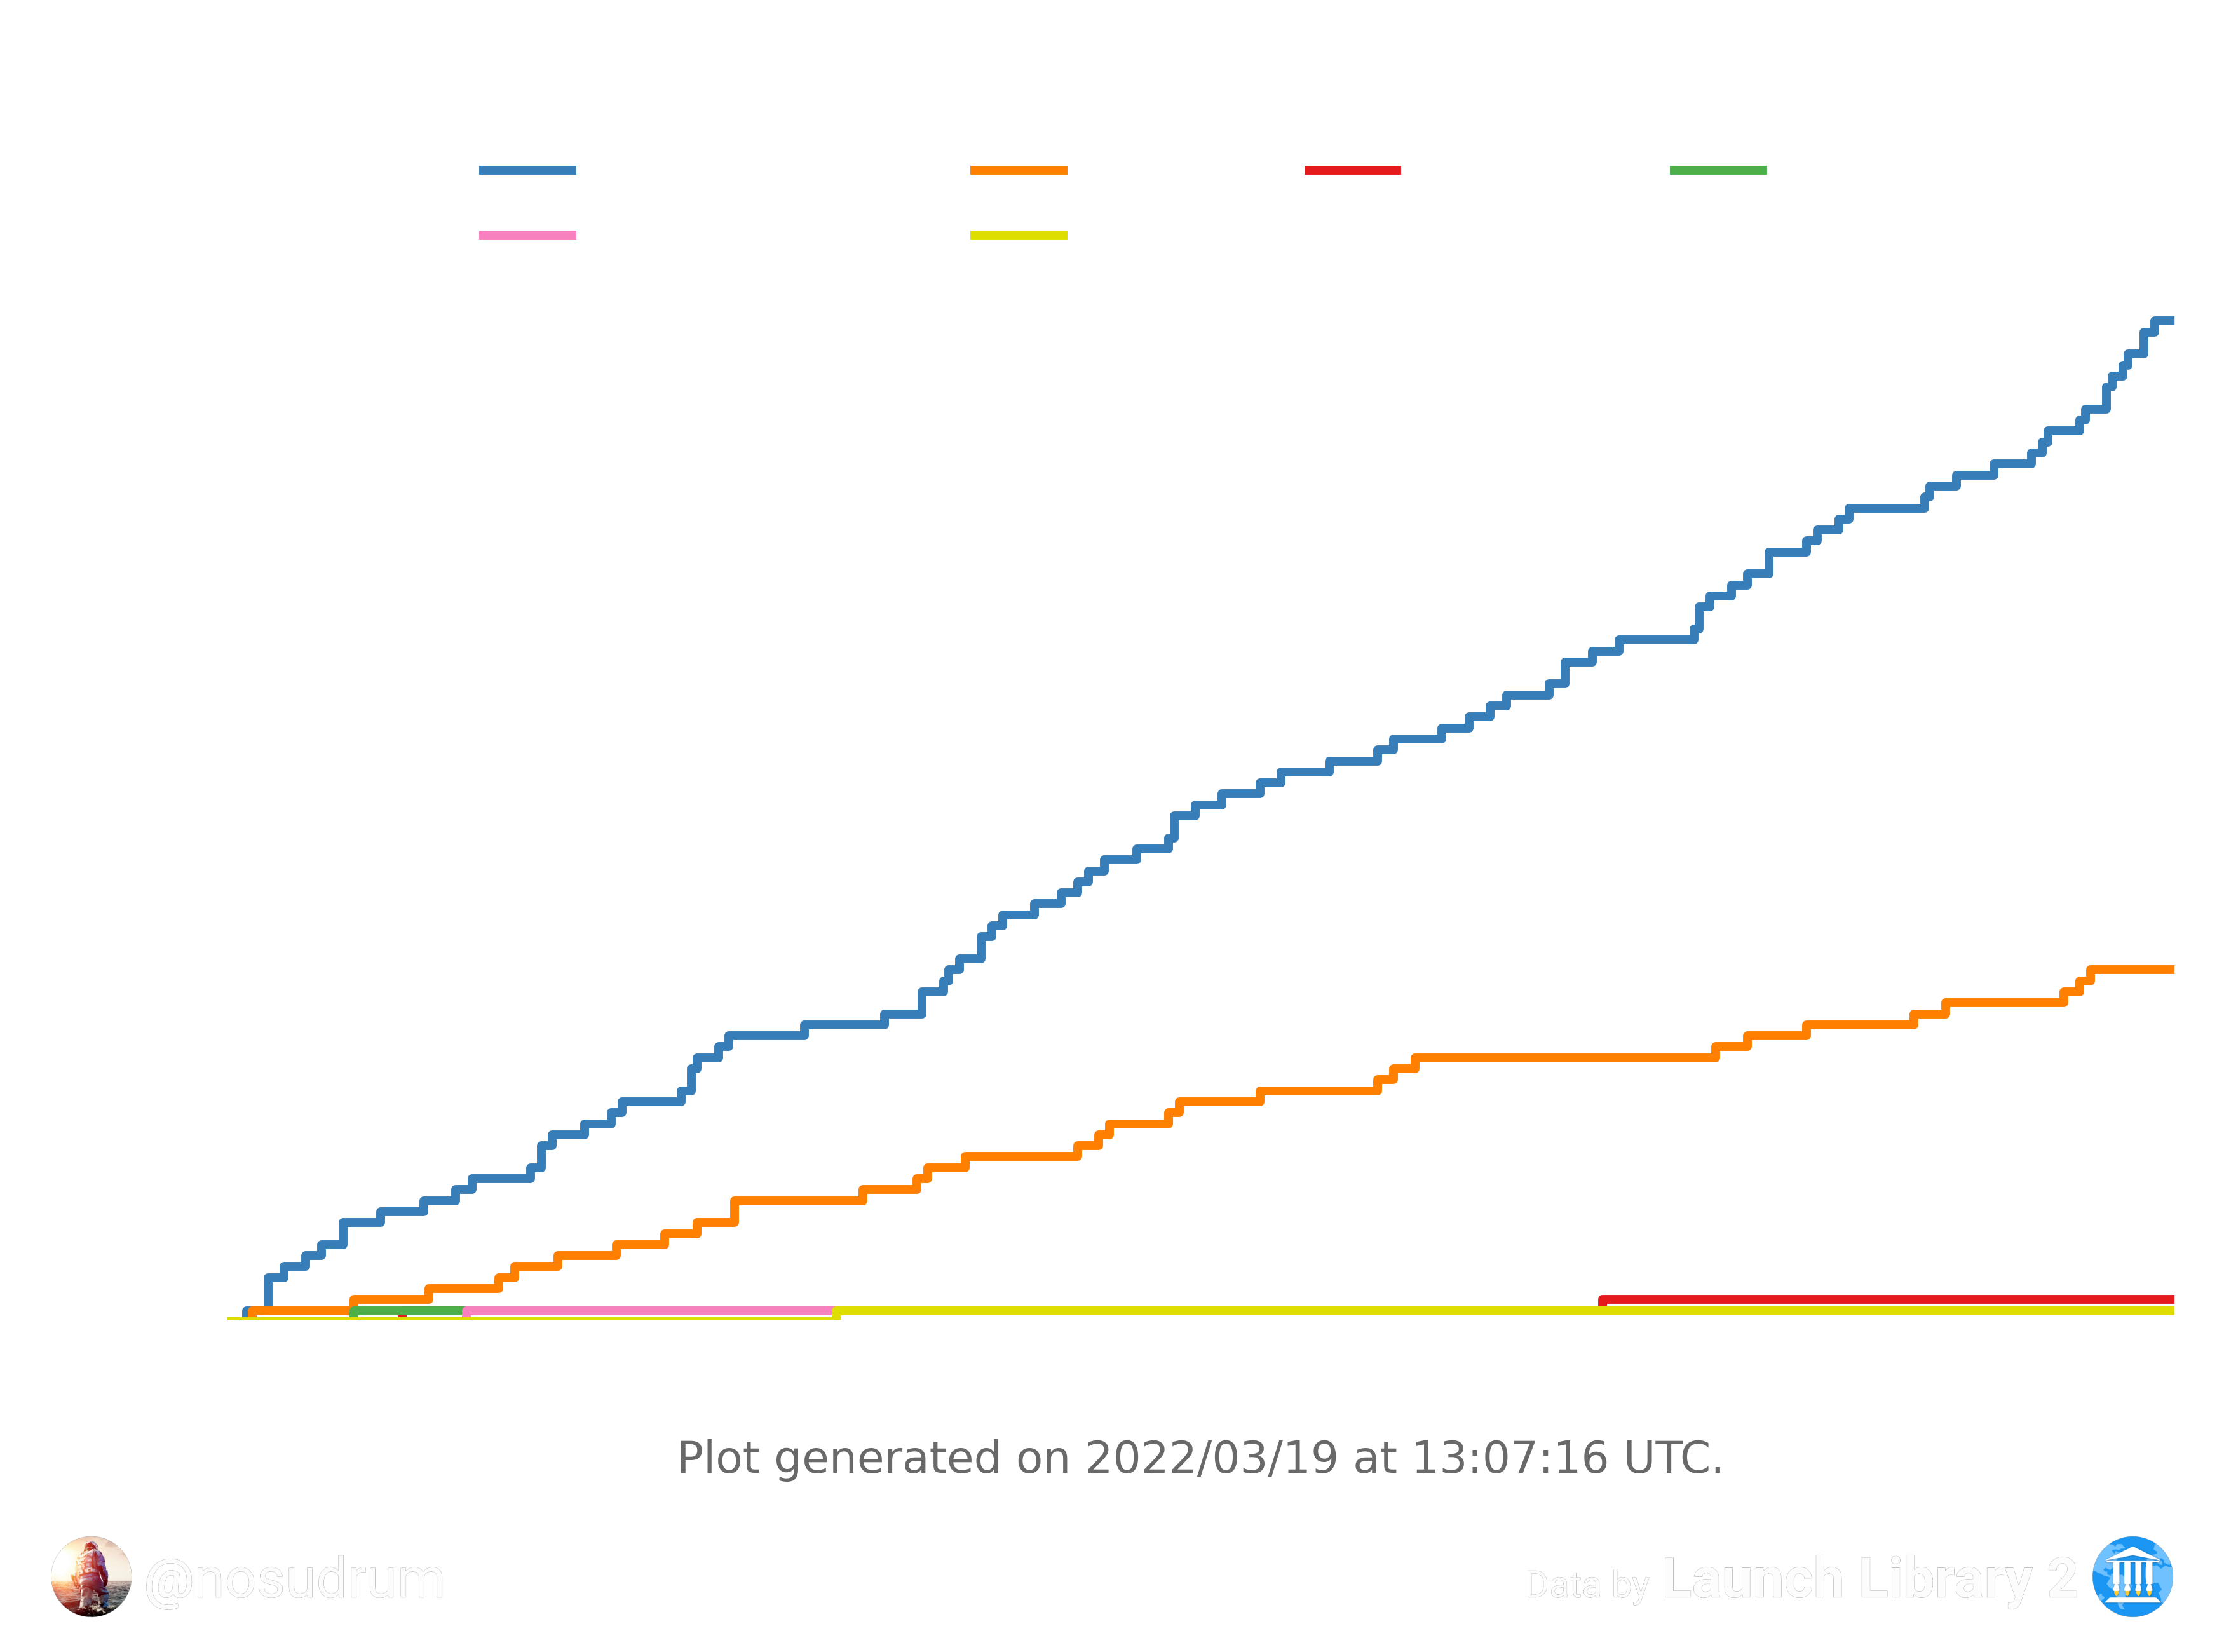 Plot generated on 2022/03/19 at 13:07:16 UTC.
@nosudrum
Data by Launch Library 2